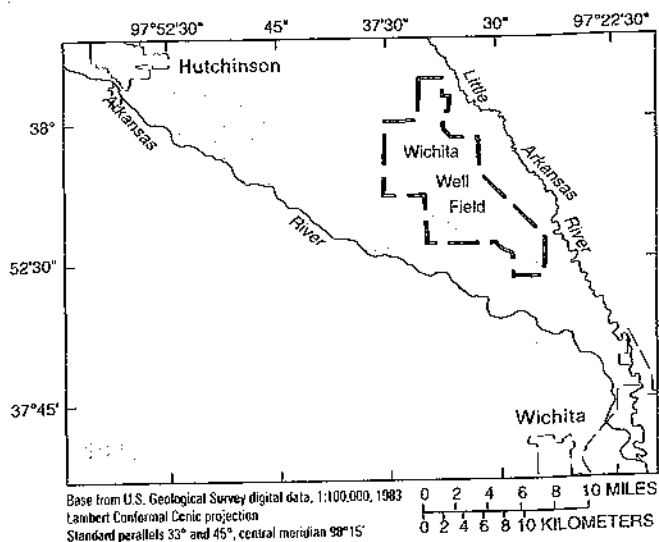 97°52'30" 45" 37'30" 30" 97°22'30"
Hutchinson
Little
Arkansas
38°
Wichita
Arkansas
Well
Field
River
River
52'30"
37°45'
Wichita
Base from U.S. Geological Survey digital data, 1:100,000, 1983
Lambert Conformal Conic projection
Standard parallels 33° and 45°, central meridian 98°15'
0 2 4 6 8 10 MILES
0 2 4 6 8 10 KILOMETERS